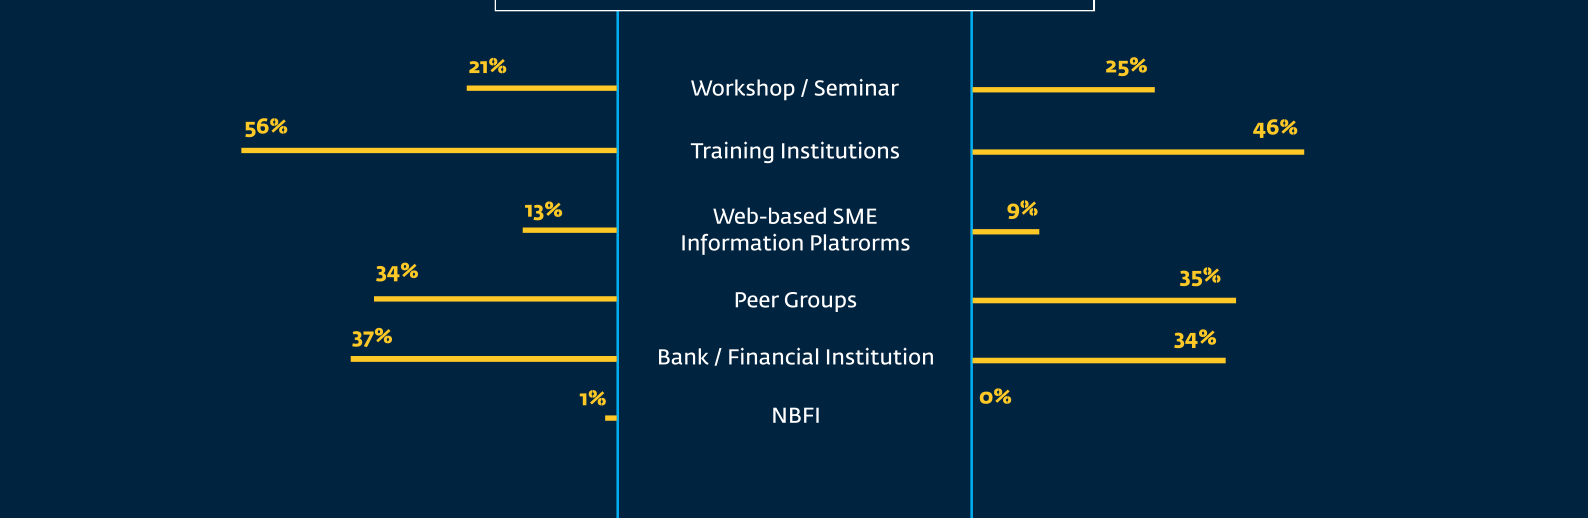 21%
Workshop / Seminar
25%
56%
Training Institutions
46%
13%
Web-based SME
Information Platrorms
9%
34%
Peer Groups
35%
37%
Bank / Financial Institution
34%
1%
NBFI
0%